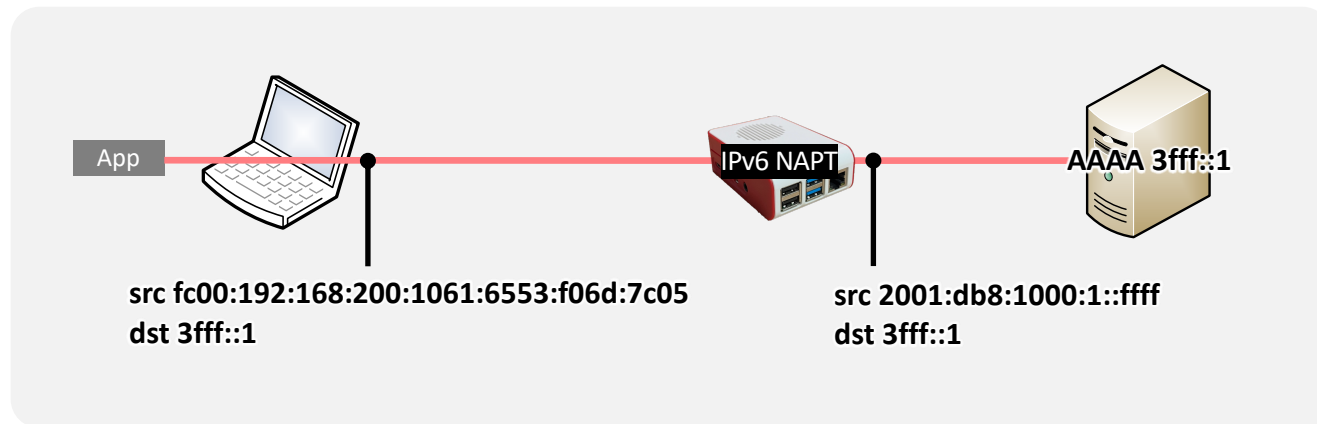 App
IPv6 NAPT
AAAA 3fff::1
src fc00:192:168:200:1061:6553:f06d:7c05
dst 3fff::1
src 2001:db8:1000:1::ffff
dst 3fff::1